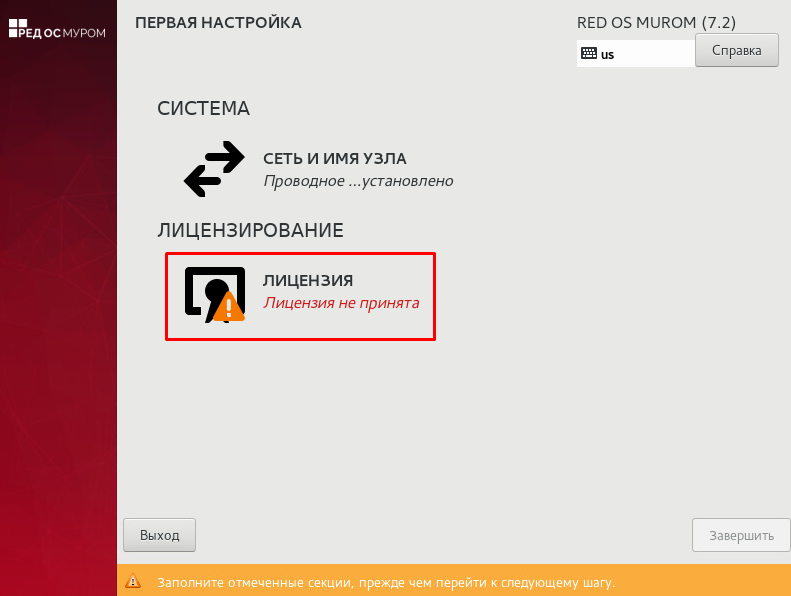 РЕД ОС МУРОМ
ПЕРВАЯ НАСТРОЙКА
RED OS MUROM (7.2)
us
Справка
СИСТЕМА
СЕТЬ И ИМЯ УЗЛА
Проводное ...установлено
ЛИЦЕНЗИРОВАНИЕ
ЛИЦЕНЗИЯ
Лицензия не принята
Выход
Завершить
Заполните отмеченные секции, прежде чем перейти к следующему шагу.